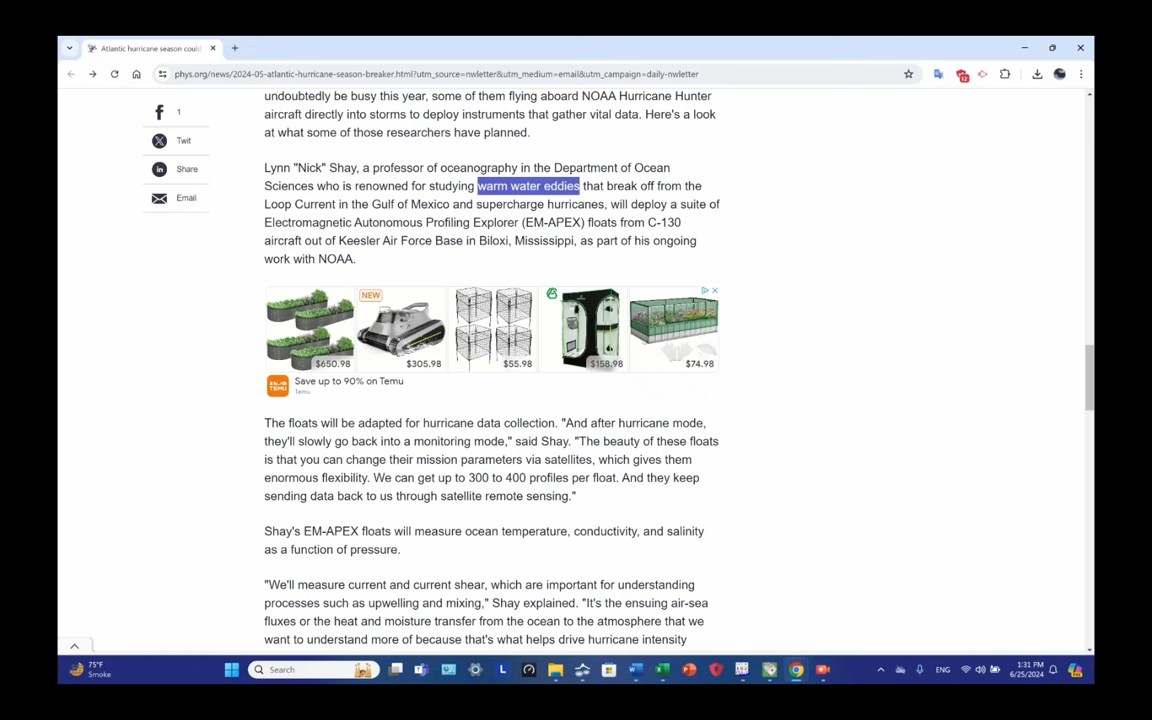 Atlantic hurricane season could
phys.org/news/2024-05-atlantic-hurricane-season-breaker.html?utm_source=nwletter&utm_medium=email&utm_campaign=daily-nwletter
12
1
Twit
Share
Email
undoubtedly be busy this year, some of them flying aboard NOAA Hurricane Hunter
aircraft directly into storms to deploy instruments that gather vital data. Here's a look
at what some of those researchers have planned.
Lynn "Nick" Shay, a professor of oceanography in the Department of Ocean
Sciences who is renowned for studying warm water eddies that break off from the
Loop Current in the Gulf of Mexico and supercharge hurricanes, will deploy a suite of
Electromagnetic Autonomous Profiling Explorer (EM-APEX) floats from C-130
aircraft out of Keesler Air Force Base in Biloxi, Mississippi, as part of his ongoing
work with NOAA.
NEW
$650.98 $305.98 $55.98 $158.98 $74.98
TEMU
Save up to 90% on Temu
Temu
The floats will be adapted for hurricane data collection. "And after hurricane mode,
they'll slowly go back into a monitoring mode," said Shay. "The beauty of these floats
is that you can change their mission parameters via satellites, which gives them
enormous flexibility. We can get up to 300 to 400 profiles per float. And they keep
sending data back to us through satellite remote sensing."
Shay's EM-APEX floats will measure ocean temperature, conductivity, and salinity
as a function of pressure.
"We'll measure current and current shear, which are important for understanding
processes such as upwelling and mixing," Shay explained. "It's the ensuing air-sea
fluxes or the heat and moisture transfer from the ocean to the atmosphere that we
want to understand more of because that's what helps drive hurricane intensity
75°F
Smoke
Search
ENG
1:31 PM
6/25/2024